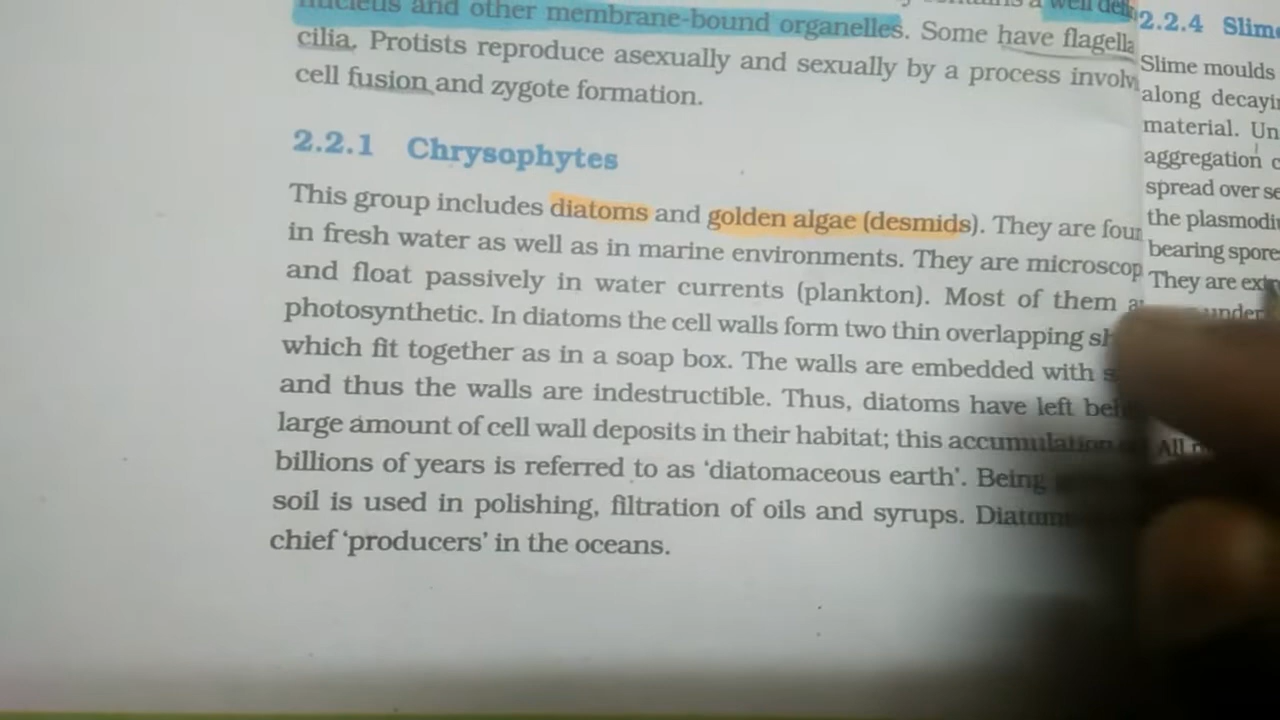 nucleus and other membrane-bound organelles. Some have flagella
cilia. Protists reproduce asexually and sexually by a process involv
cell fusion and zygote formation.
2.2.1 Chrysophytes
This group includes diatoms and golden algae (desmids). They are foun
in fresh water as well as in marine environments. They are microscop
and float passively in water currents (plankton). Most of them
photosynthetic. In diatoms the cell walls form two thin overlapping
which fit together as in a soap box. The walls are embedded with
and thus the walls are indestructible. Thus, diatoms have left
large amount of cell wall deposits in their habitat; this accumulation
billions of years is referred to as ‘diatomaceous earth’. Being
soil is used in polishing, filtration of oils and syrups. Diatoms
chief ‘producers’ in the oceans.
2.2.4 Slime
Slime moulds
along decayi
material. Un
aggregation
spread over se
the plasmodi
bearing spore
They are
under
All